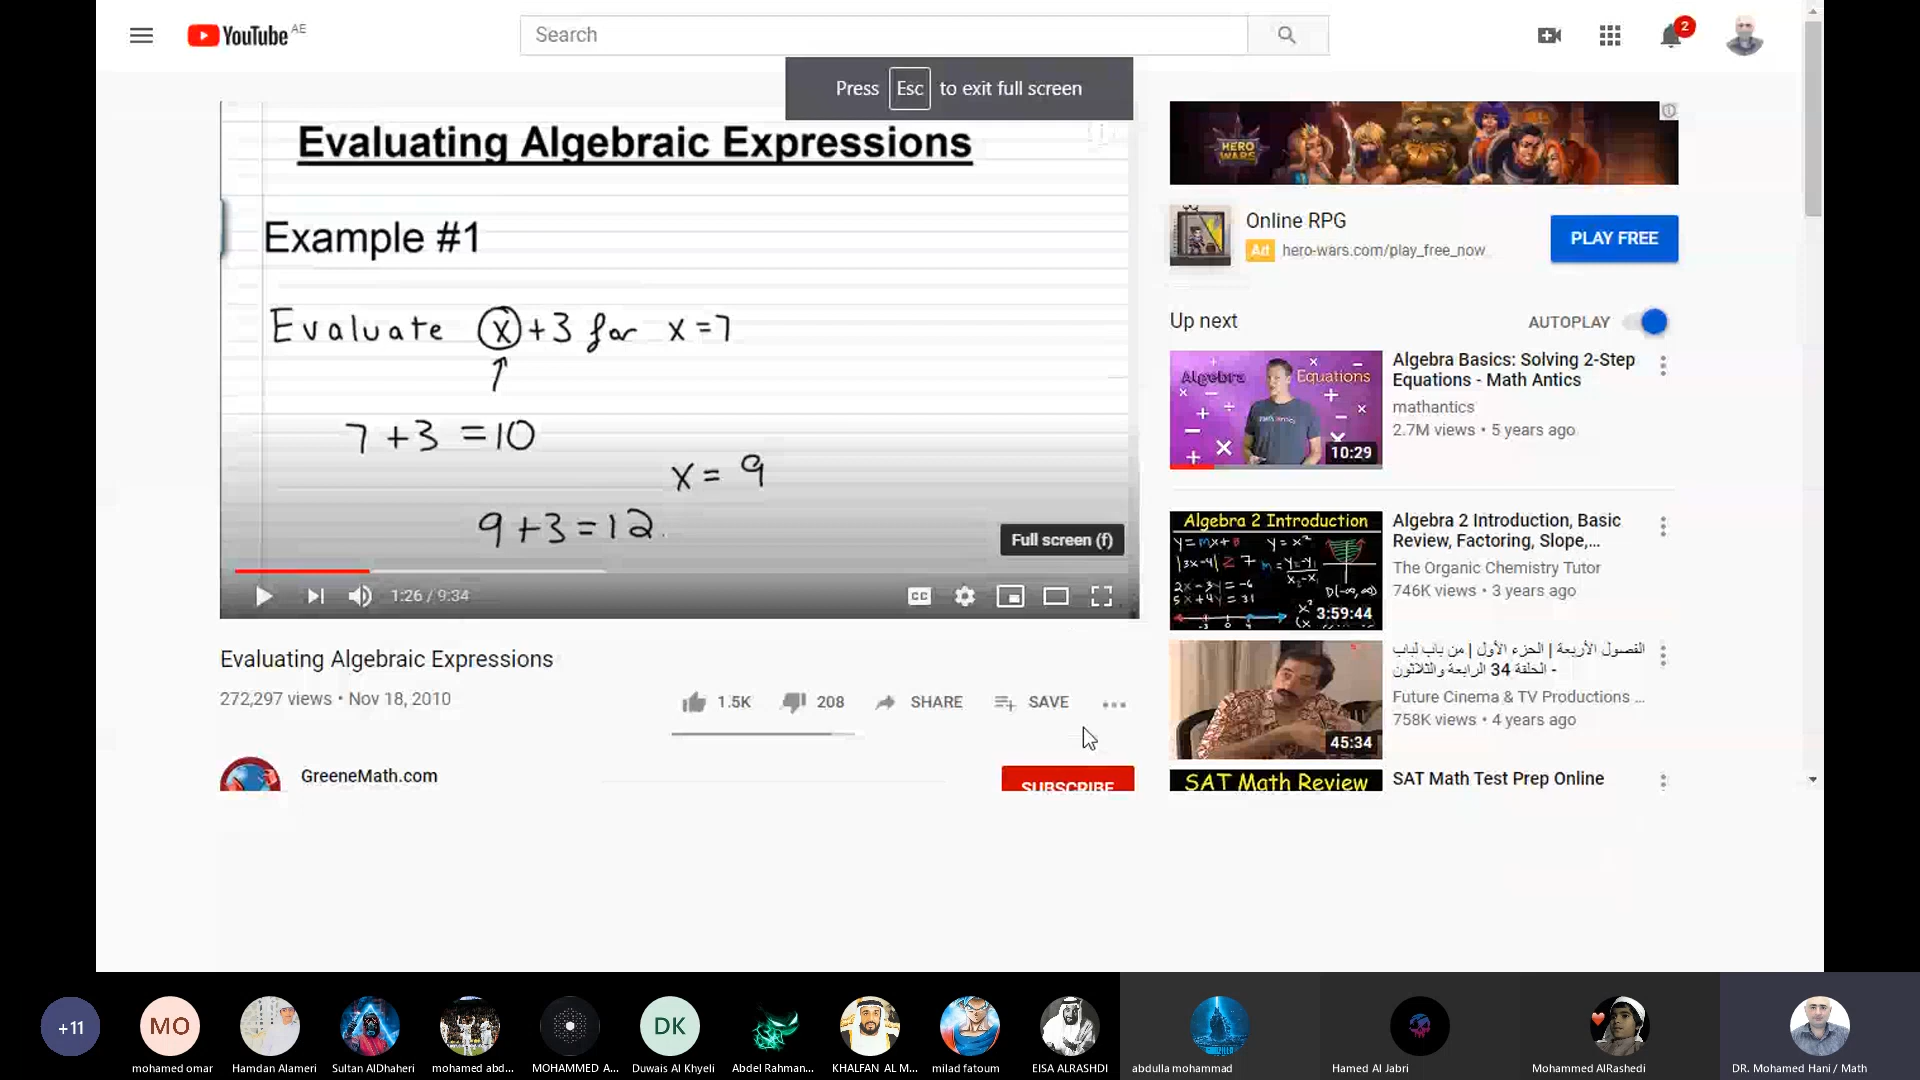 YouTube AE
Search
2
Press Esc to exit full screen
Evaluating Algebraic Expressions
Example #1
Evaluate x+3 for x=7
7+3 =10
x = 9
9+3=12
Full screen (f)
1:26 / 9:34
CC
Evaluating Algebraic Expressions
272,297 views • Nov 18, 2010
1.5K 208 SHARE SAVE
GreeneMath.com
SUBSCRIBE
HERO WARS
Online RPG
Ad hero-wars.com/play_free_now
PLAY FREE
Up next
AUTOPLAY
Algebra Equations
10:29
Algebra Basics: Solving 2-Step
Equations - Math Antics
mathantics
2.7M views • 5 years ago
Algebra 2 Introduction
3:59:44
Algebra 2 Introduction, Basic
Review, Factoring, Slope,...
The Organic Chemistry Tutor
746K views • 3 years ago
45:34
الفصول الأربعة | الجزء الأول | من باب لباب
- الحلقة 34 الرابعة والثلاثون
Future Cinema & TV Productions ...
758K views • 4 years ago
SAT Math Review
SAT Math Test Prep Online
+11
MO
DK
mohamed omar
Hamdan Alameri
Sultan AlDhaheri
mohamed abd...
MOHAMMED A...
Duwais Al Khyeli
Abdel Rahman...
KHALFAN AL M...
milad fatoum
EISA ALRASHDI
abdulla mohammad
Hamed Al Jabri
Mohammed AlRashedi
DR. Mohamed Hani / Math